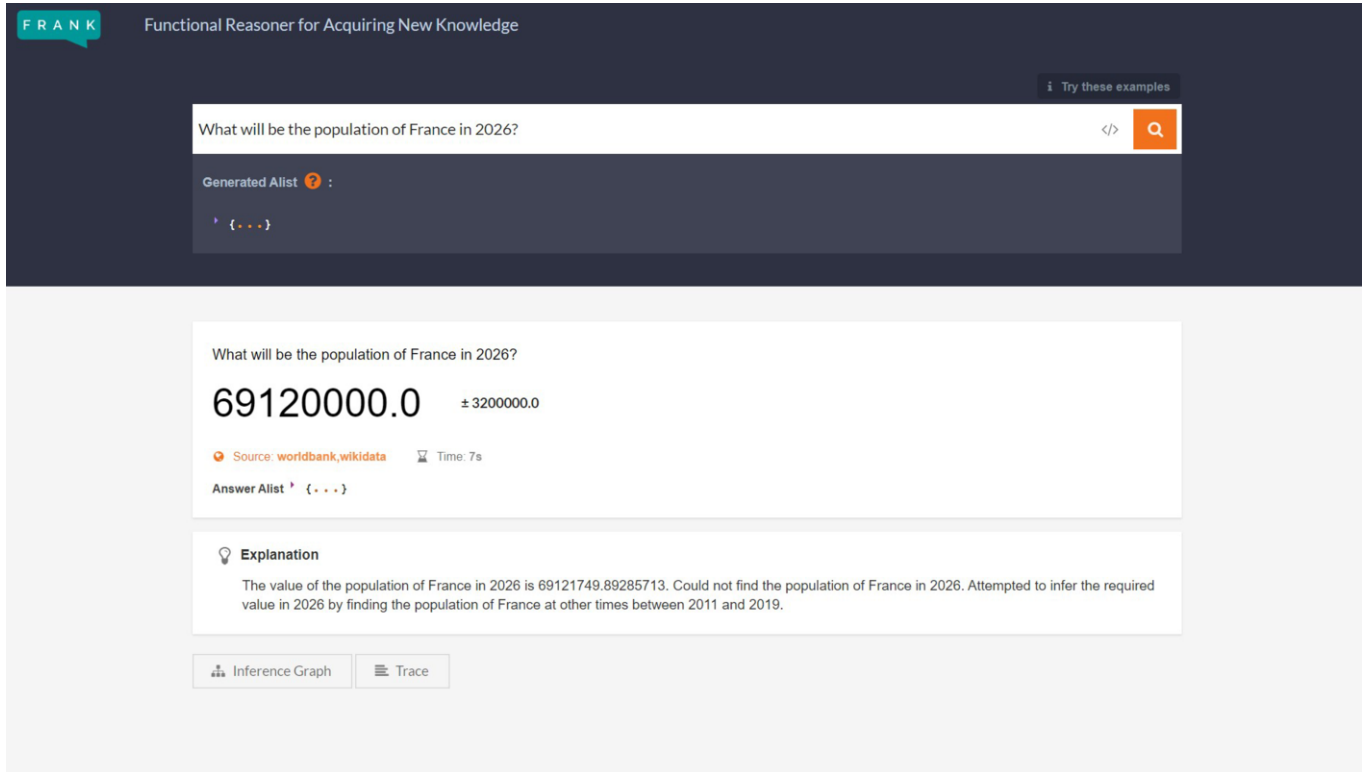 FRANK
Functional Reasoner for Acquiring New Knowledge
i Try these examples
What will be the population of France in 2026?
</>
Generated Alist ? :
{...}
What will be the population of France in 2026?
69120000.0 ± 3200000.0
Source: worldbank,wikidata Time: 7s
Answer Alist {...}
Explanation
The value of the population of France in 2026 is 69121749.89285713. Could not find the population of France in 2026. Attempted to infer the required
value in 2026 by finding the population of France at other times between 2011 and 2019.
Inference Graph Trace